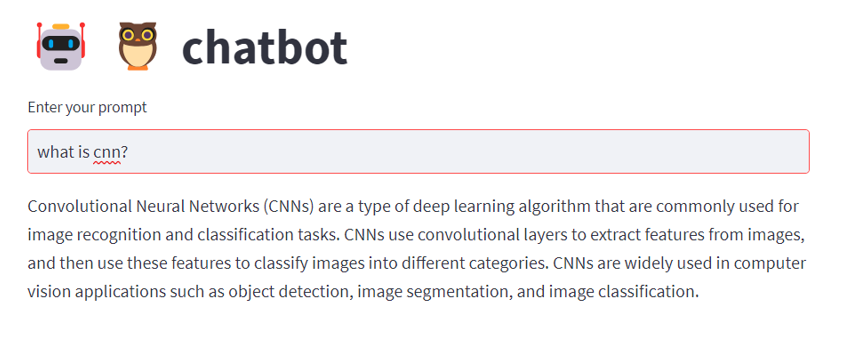 chatbot
Enter your prompt
what is cnn?
Convolutional Neural Networks (CNNs) are a type of deep learning algorithm that are commonly used for
image recognition and classification tasks. CNNs use convolutional layers to extract features from images,
and then use these features to classify images into different categories. CNNs are widely used in computer
vision applications such as object detection, image segmentation, and image classification.